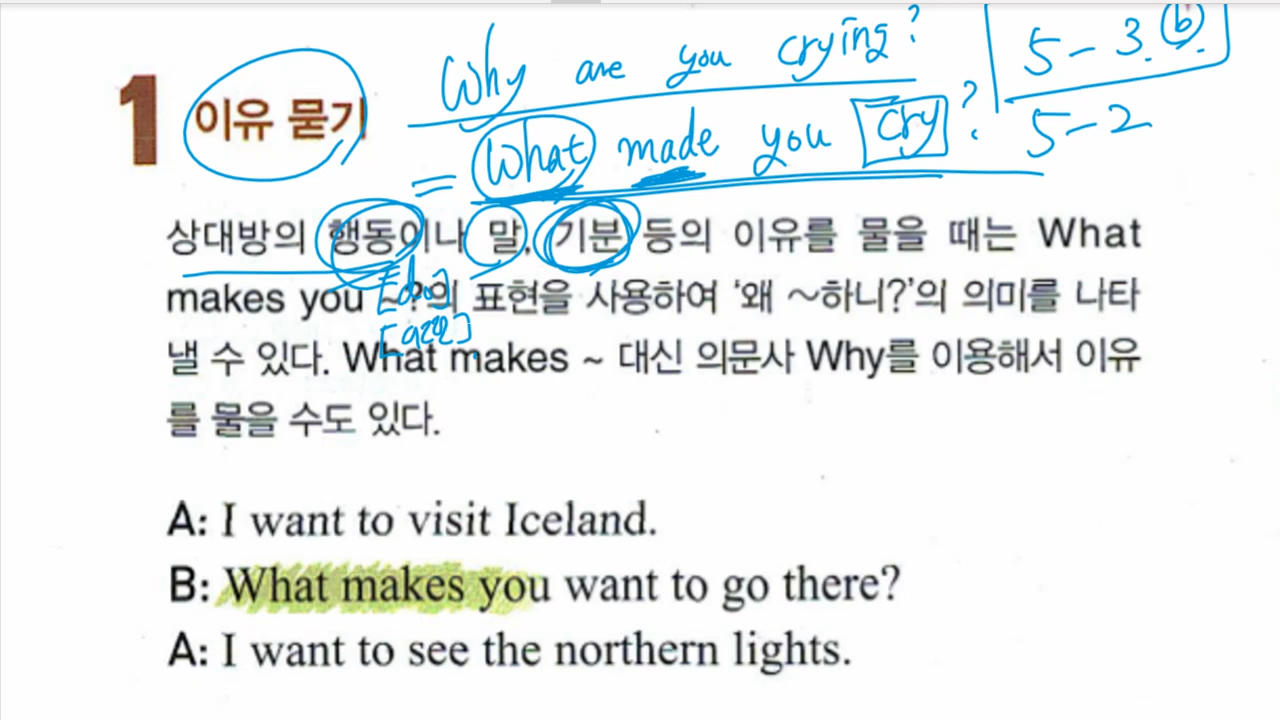 Why are you crying?
5-3. ⓑ.
1 이유 묻기
= What made you cry?
5-2
상대방의 행동이나 말, 기분 등의 이유를 물을 때는 What
makes you ~?의 표현을 사용하여 ‘왜 ~하니?’의 의미를 나타
[do]
낼 수 있다. What makes ~ 대신 의문사 Why를 이용해서 이유
를 물을 수도 있다.
A: I want to visit Iceland.
B: What makes you want to go there?
A: I want to see the northern lights.